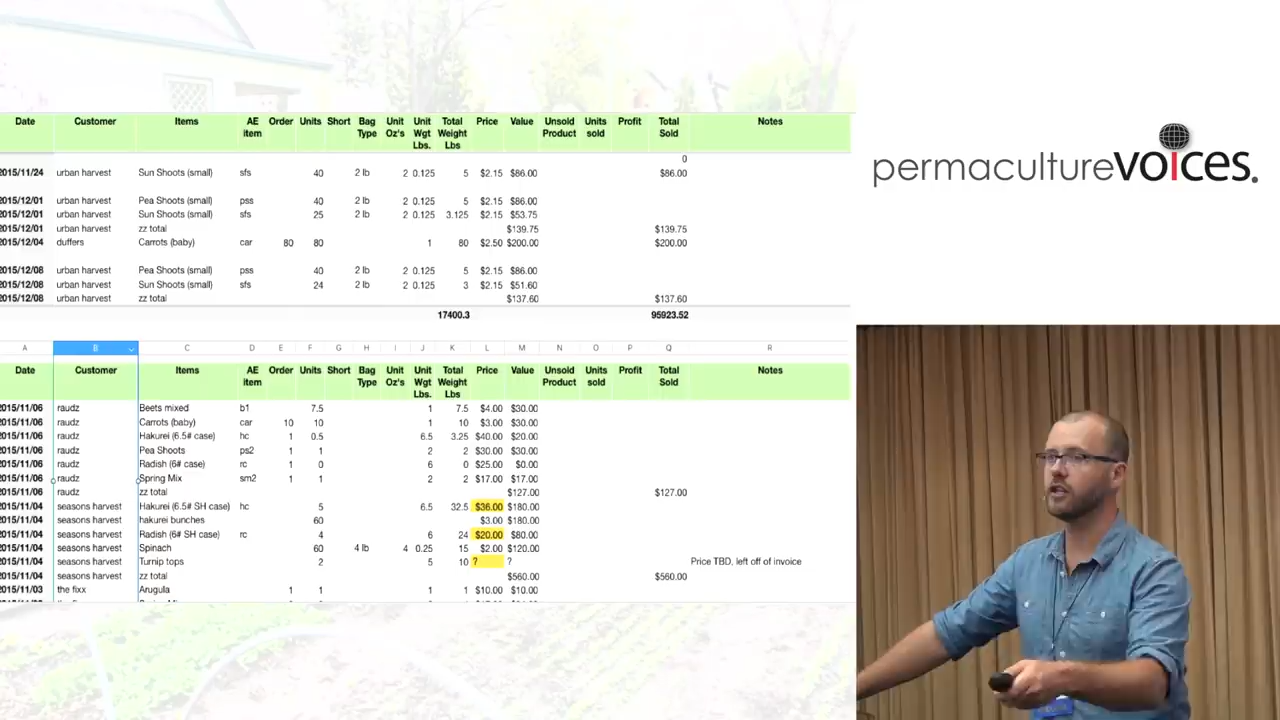 Date Customer Items AE item Order Units Short Bag Type Unit Oz's Unit Wgt Lbs. Total Weight Lbs Price Value Unsold Product Units sold Profit Total Sold Notes
0
2015/11/24 urban harvest Sun Shoots (small) sfs 40 2 lb 2 0.125 5 $2.15 $86.00 $86.00
2015/12/01 urban harvest Pea Shoots (small) pss 40 2 lb 2 0.125 5 $2.15 $86.00
2015/12/01 urban harvest Sun Shoots (small) sfs 25 2 lb 2 0.125 3.125 $2.15 $53.75
2015/12/01 urban harvest zz total $139.75 $139.75
2015/12/04 duffers Carrots (baby) car 80 80 1 80 $2.50 $200.00 $200.00
2015/12/08 urban harvest Pea Shoots (small) pss 40 2 lb 2 0.125 5 $2.15 $86.00
2015/12/08 urban harvest Sun Shoots (small) sfs 24 2 lb 2 0.125 3 $2.15 $51.60
2015/12/08 urban harvest zz total $137.60 $137.60
17400.3 95923.52
A B C D E F G H I J K L M N O P Q R
Date Customer Items AE item Order Units Short Bag Type Unit Oz's Unit Wgt Lbs. Total Weight Lbs Price Value Unsold Product Units sold Profit Total Sold Notes
2015/11/06 raudz Beets mixed b1 7.5 1 7.5 $4.00 $30.00
2015/11/06 raudz Carrots (baby) car 10 10 1 10 $3.00 $30.00
2015/11/06 raudz Hakurei (6.5# case) hc 1 0.5 6.5 3.25 $40.00 $20.00
2015/11/06 raudz Pea Shoots ps2 1 1 2 2 $30.00 $30.00
2015/11/06 raudz Radish (6# case) rc 1 0 6 0 $25.00 $0.00
2015/11/06 raudz Spring Mix sm2 1 1 2 2 $17.00 $17.00
2015/11/06 raudz zz total $127.00 $127.00
2015/11/04 seasons harvest Hakurei (6.5# SH case) hc 5 6.5 32.5 $36.00 $180.00
2015/11/04 seasons harvest hakurei bunches 60 $3.00 $180.00
2015/11/04 seasons harvest Radish (6# SH case) rc 4 6 24 $20.00 $80.00
2015/11/04 seasons harvest Spinach 60 4 lb 4 0.25 15 $2.00 $120.00
2015/11/04 seasons harvest Turnip tops 2 5 10 ? ? Price TBD, left off of invoice
2015/11/04 seasons harvest zz total $560.00 $560.00
2015/11/03 the fixx Arugula 1 1 1 1 $10.00 $10.00
permaculturevoices.